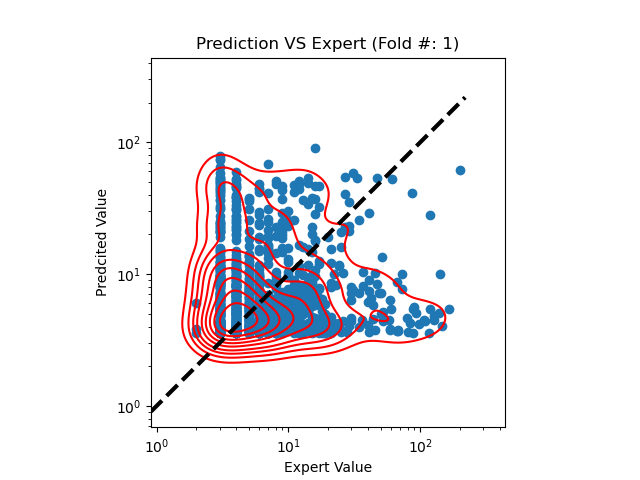 Prediction VS Expert (Fold #: 1)
Predcited Value
10²
10¹
10⁰
10⁰ 10¹ 10²
Expert Value